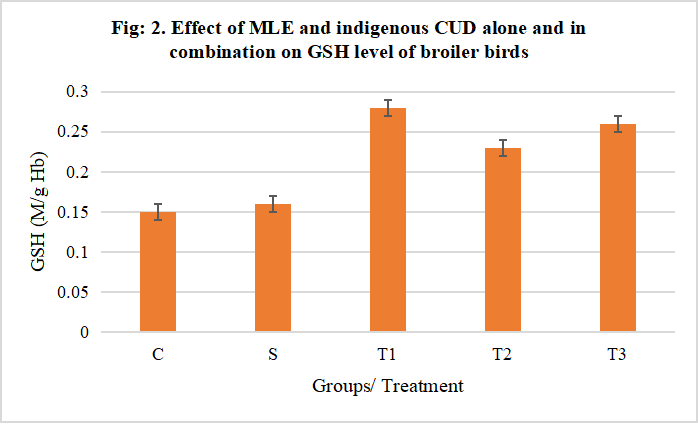 Fig: 2. Effect of MLE and indigenous CUD alone and in
combination on GSH level of broiler birds
GSH (M/g Hb)
0.3
0.25
0.2
0.15
0.1
0.05
0
C S T1 T2 T3
Groups/ Treatment